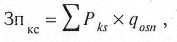 Зп кс = ∑ P ks × q osn ,